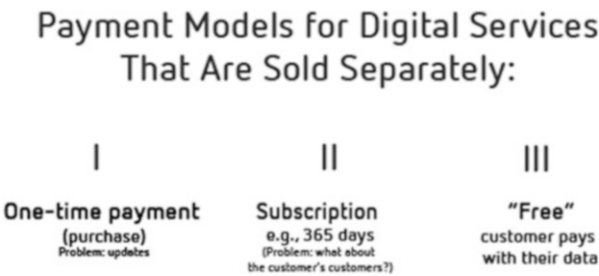 Payment Models for Digital Services
That Are Sold Separately:
I
II
III
One-time payment
(purchase)
Problem: updates
Subscription
e.g., 365 days
(Problem: what about
the customer's customers?)
"Free"
customer pays
with their data